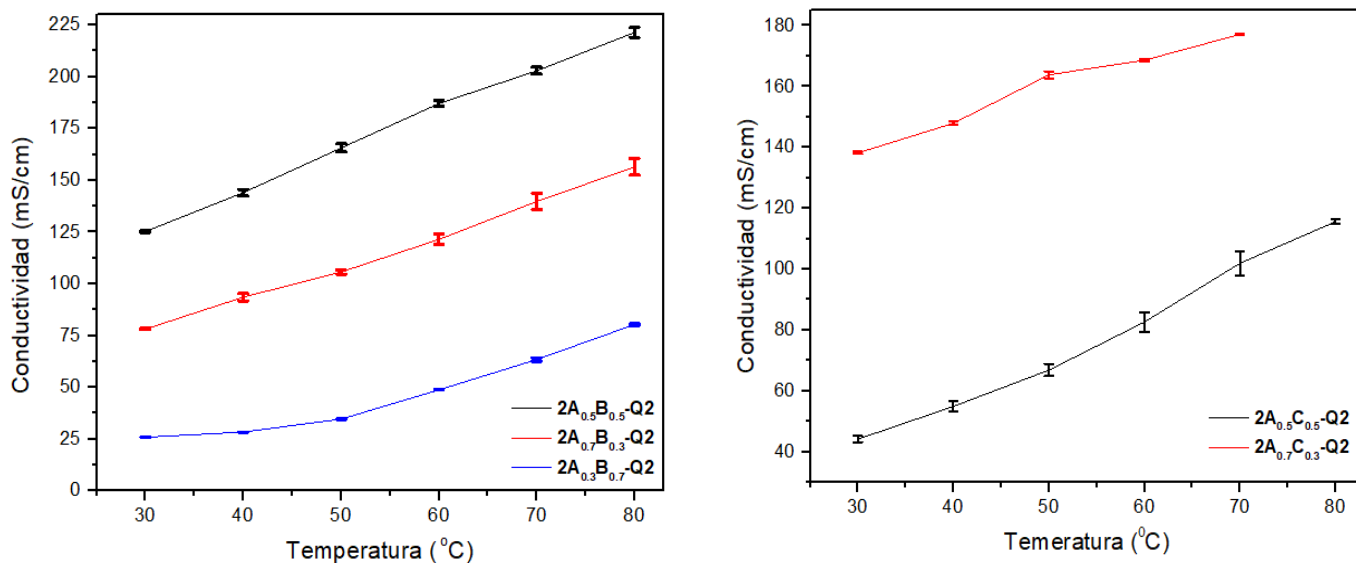 Conductividad (mS/cm)
225
200
175
150
125
100
75
50
25
0
2A0.5B0.5-Q2
2A0.7B0.3-Q2
2A0.3B0.7-Q2
30 40 50 60 70 80
Temperatura (°C)
Conductividad (mS/cm)
180
160
140
120
100
80
60
40
2A0.5C0.5-Q2
2A0.7C0.3-Q2
30 40 50 60 70 80
Temeratura (⁰C)